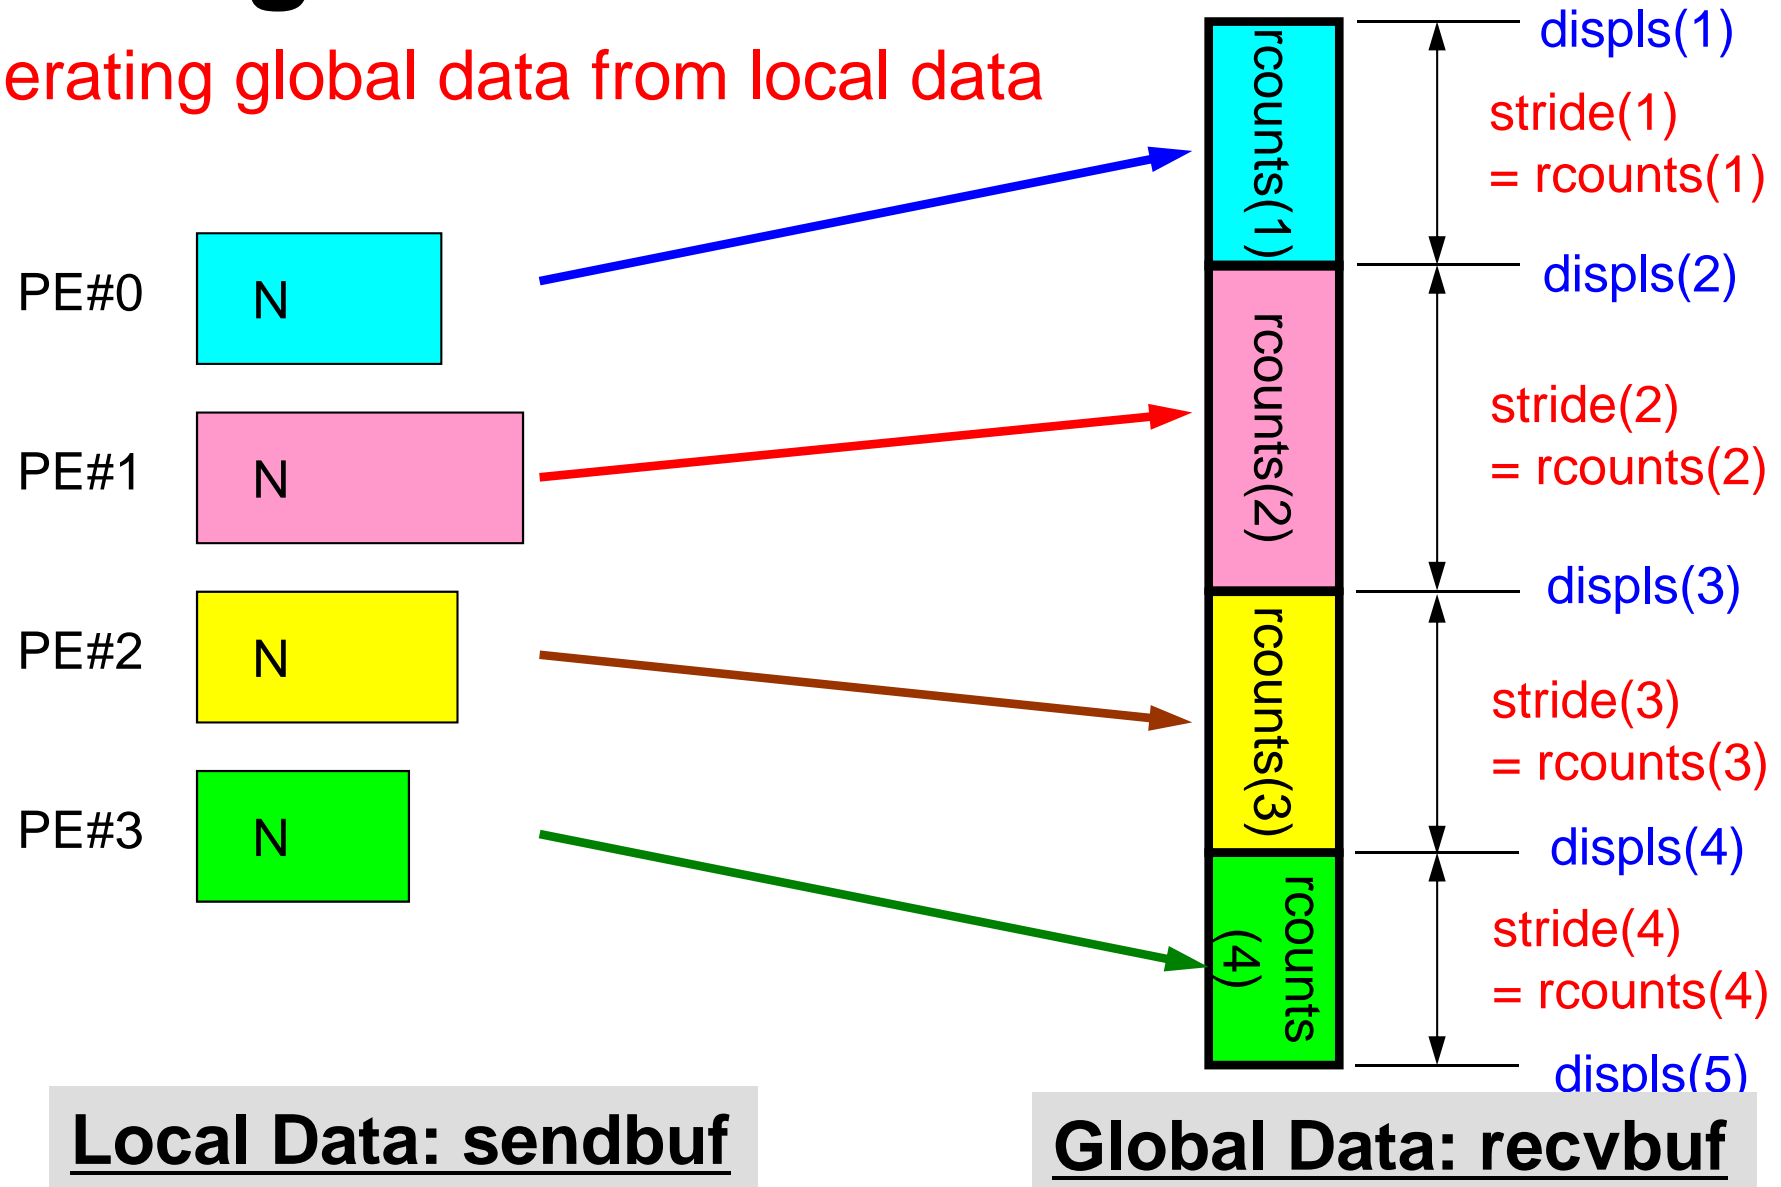 erating global data from local data
PE#0
N
PE#1
N
PE#2
N
PE#3
N
Local Data: sendbuf
rcounts(1)
rcounts(2)
rcounts(3)
rcounts
(4)
displs(1)
stride(1)
= rcounts(1)
displs(2)
stride(2)
= rcounts(2)
displs(3)
stride(3)
= rcounts(3)
displs(4)
stride(4)
= rcounts(4)
displs(5)
Global Data: recvbuf